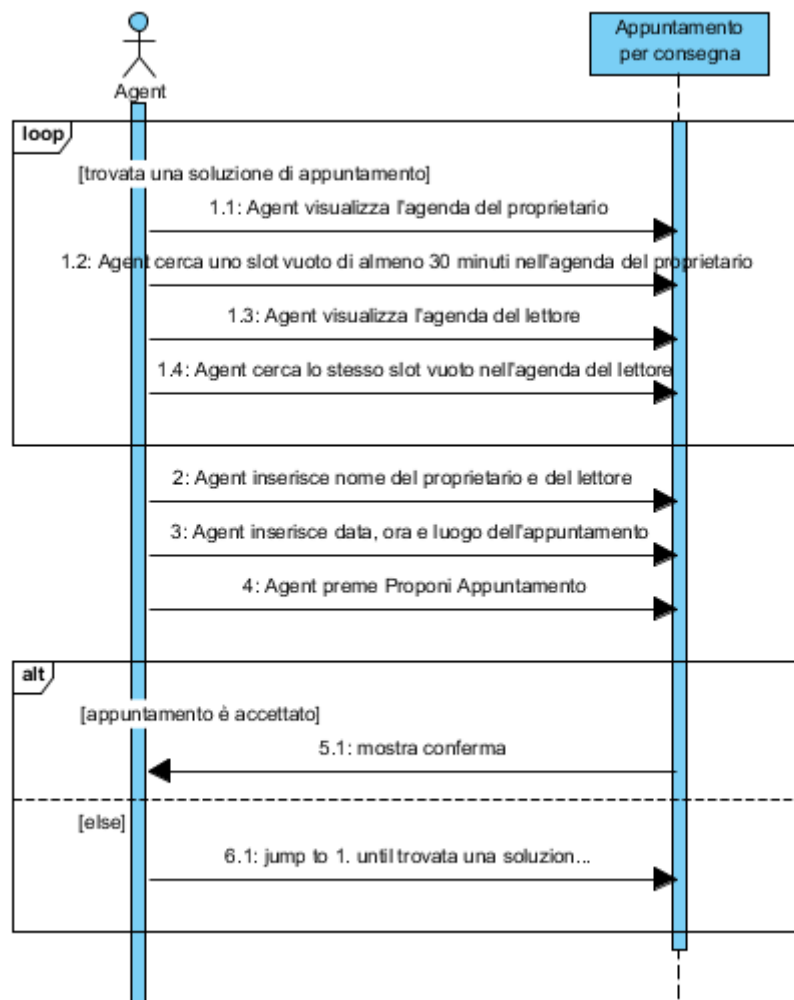 Agent
Appuntamento
per consegna
loop
[trovata una soluzione di appuntamento]
1.1: Agent visualizza l'agenda del proprietario
1.2: Agent cerca uno slot vuoto di almeno 30 minuti nell'agenda del proprietario
1.3: Agent visualizza l'agenda del lettore
1.4: Agent cerca lo stesso slot vuoto nell'agenda del lettore
2: Agent inserisce nome del proprietario e del lettore
3: Agent inserisce data, ora e luogo dell'appuntamento
4: Agent preme Proponi Appuntamento
alt
[appuntamento è accettato]
5.1: mostra conferma
[else]
6.1: jump to 1. until trovata una soluzion...